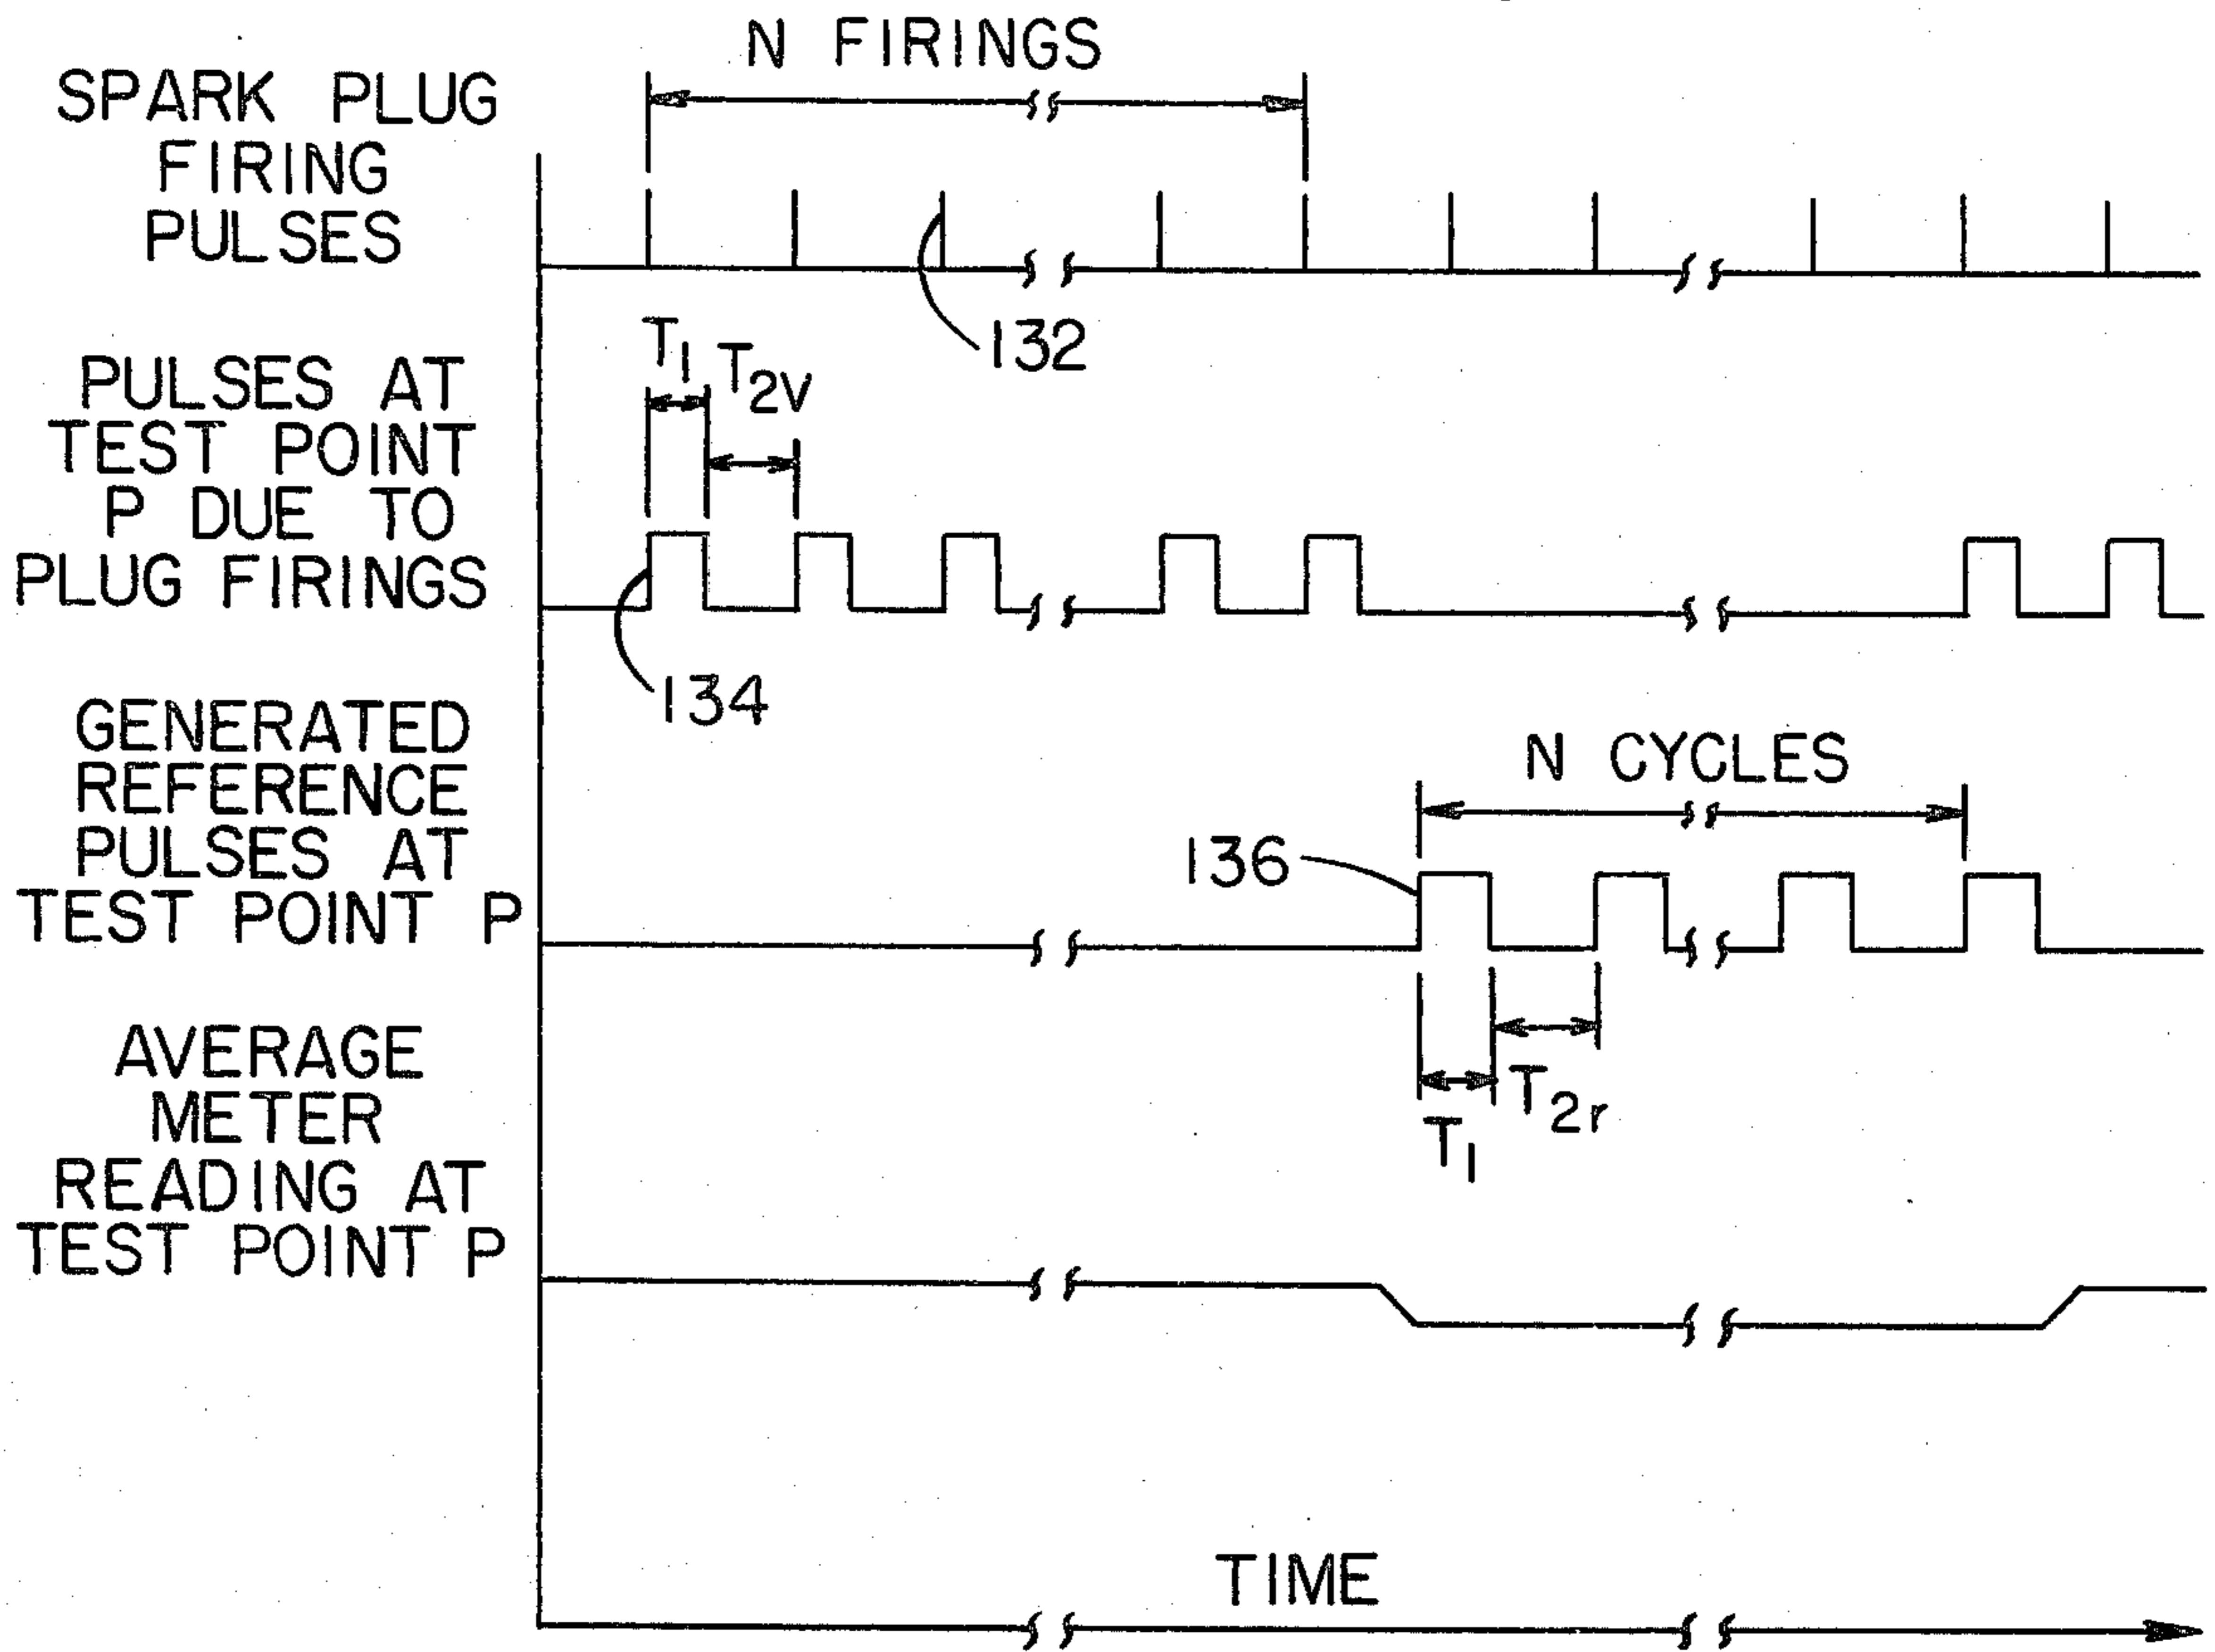 N FIRINGS
SPARK PLUG
FIRING
PULSES
132
T1
T2V
PULSES AT
TEST POINT
P DUE TO
PLUG FIRINGS
134
GENERATED
REFERENCE
PULSES AT
TEST POINT P
N CYCLES
136
T1
T2r
AVERAGE
METER
READING AT
TEST POINT P
TIME